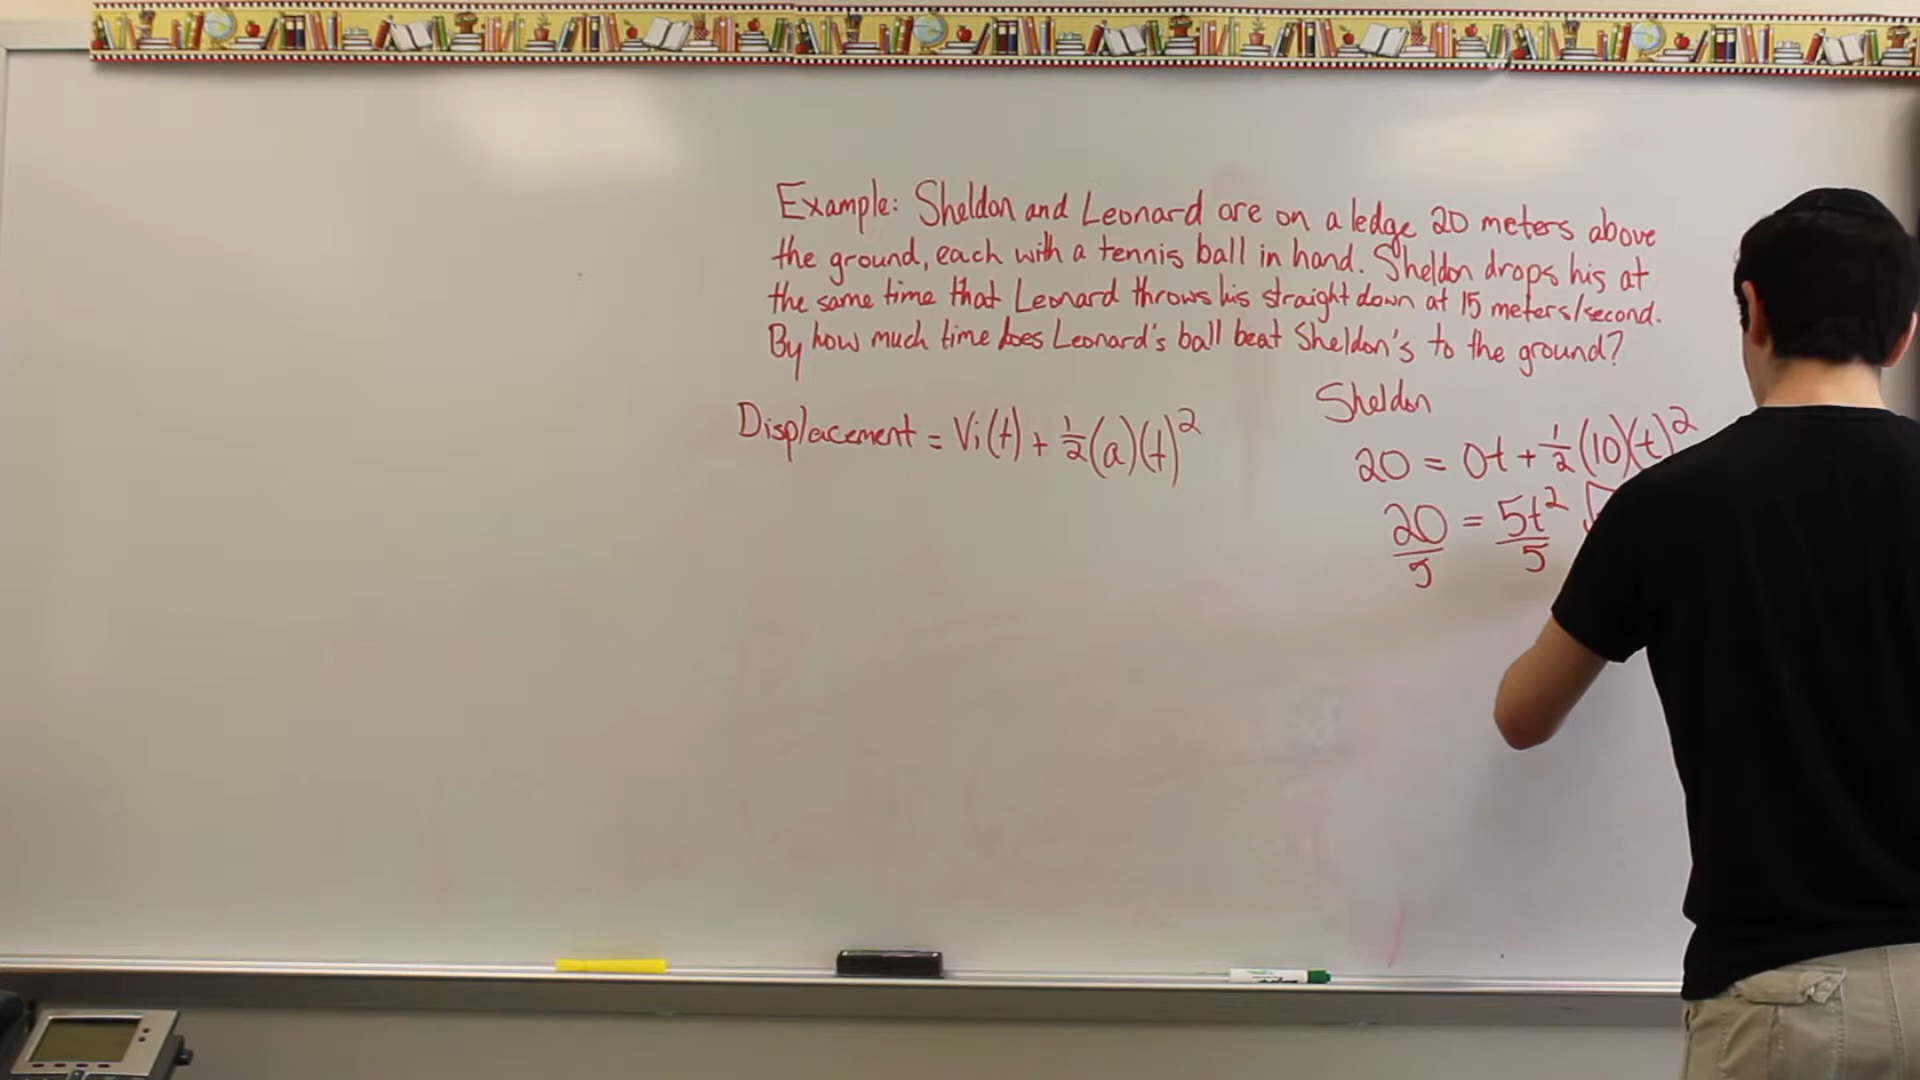 Example: Sheldon and Leonard are on a ledge 20 meters above
the ground, each with a tennis ball in hand. Sheldon drops his at
the same time that Leonard throws his straight down at 15 meters/second.
By how much time does Leonard's ball beat Sheldon's to the ground?
Displacement = Vi(t) + 1/2(a)(t)²
Sheldon
20 = 0t + 1/2(10)(t)²
20/5 = 5t²/5